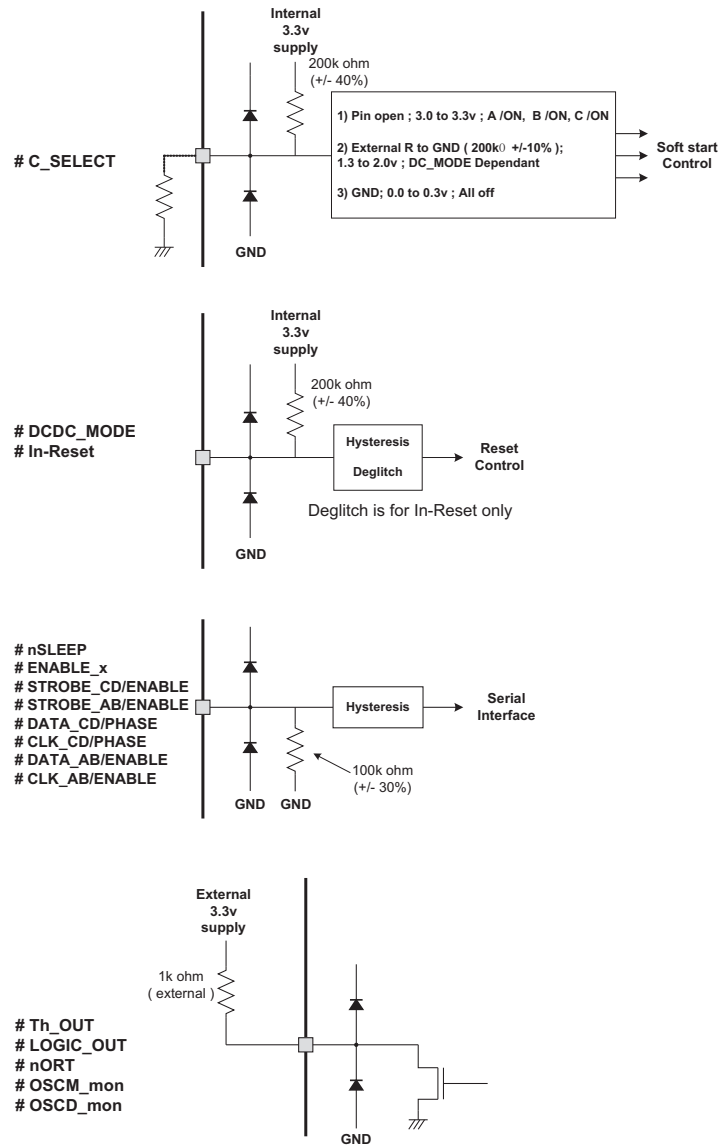 Internal
3.3v
supply
200k ohm
(+/- 40%)
# C_SELECT
1) Pin open ; 3.0 to 3.3v ; A /ON, B /ON, C /ON
2) External R to GND ( 200k0 +/-10% );
1.3 to 2.0v ; DC_MODE Dependant
3) GND; 0.0 to 0.3v ; All off
Soft start
Control
GND
Internal
3.3v
supply
200k ohm
(+/- 40%)
# DCDC_MODE
# In-Reset
Hysteresis
Deglitch
Reset
Control
Deglitch is for In-Reset only
GND
# nSLEEP
# ENABLE_x
# STROBE_CD/ENABLE
# STROBE_AB/ENABLE
# DATA_CD/PHASE
# CLK_CD/PHASE
# DATA_AB/ENABLE
# CLK_AB/ENABLE
Hysteresis
Serial
Interface
100k ohm
(+/- 30%)
GND GND
External
3.3v
supply
1k ohm
( external )
# Th_OUT
# LOGIC_OUT
# nORT
# OSCM_mon
# OSCD_mon
GND